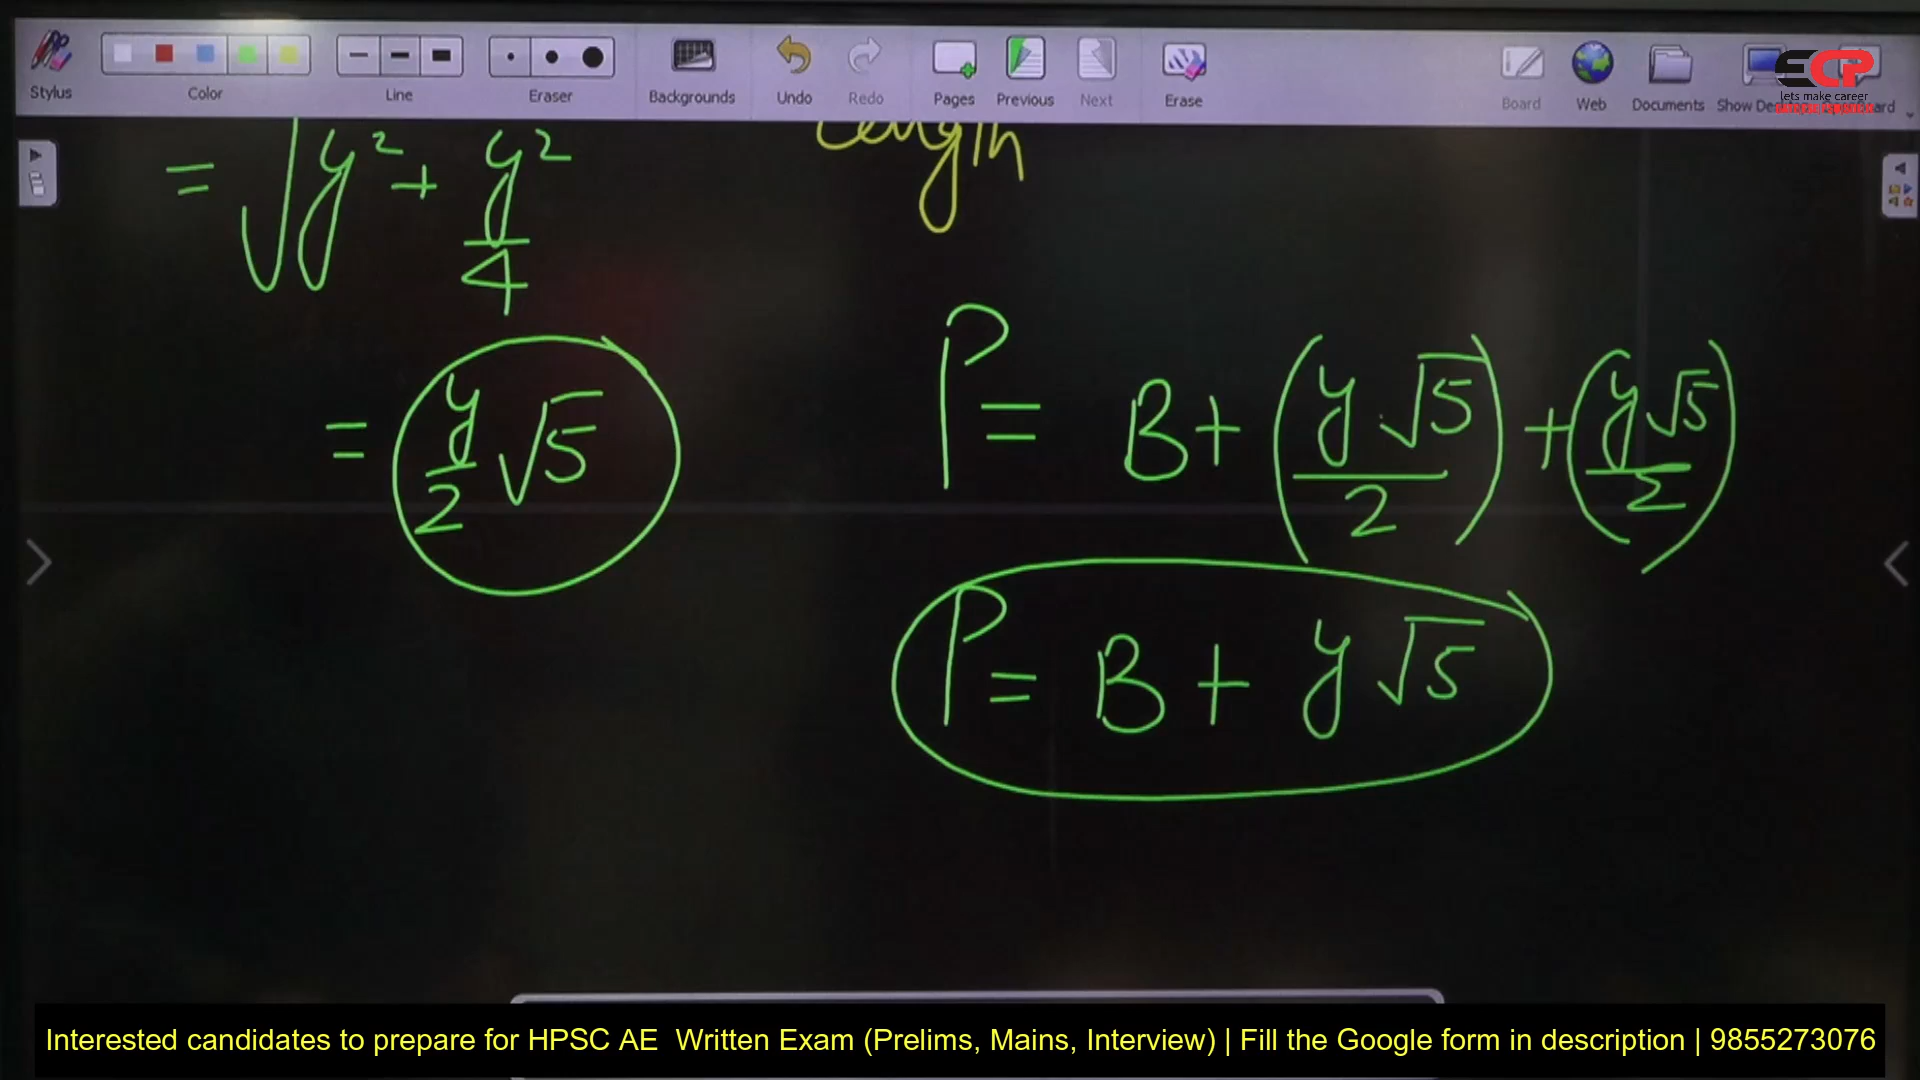 Stylus Color Line Eraser Backgrounds Undo Redo Pages Previous Next Erase Board Web Documents
ECP
lets make career
Length
= √y² + y²/4
= y/2 √5
P = B + (y√5/2) + (y√5/2)
P = B + y√5
Interested candidates to prepare for HPSC AE Written Exam (Prelims, Mains, Interview) | Fill the Google form in description | 9855273076